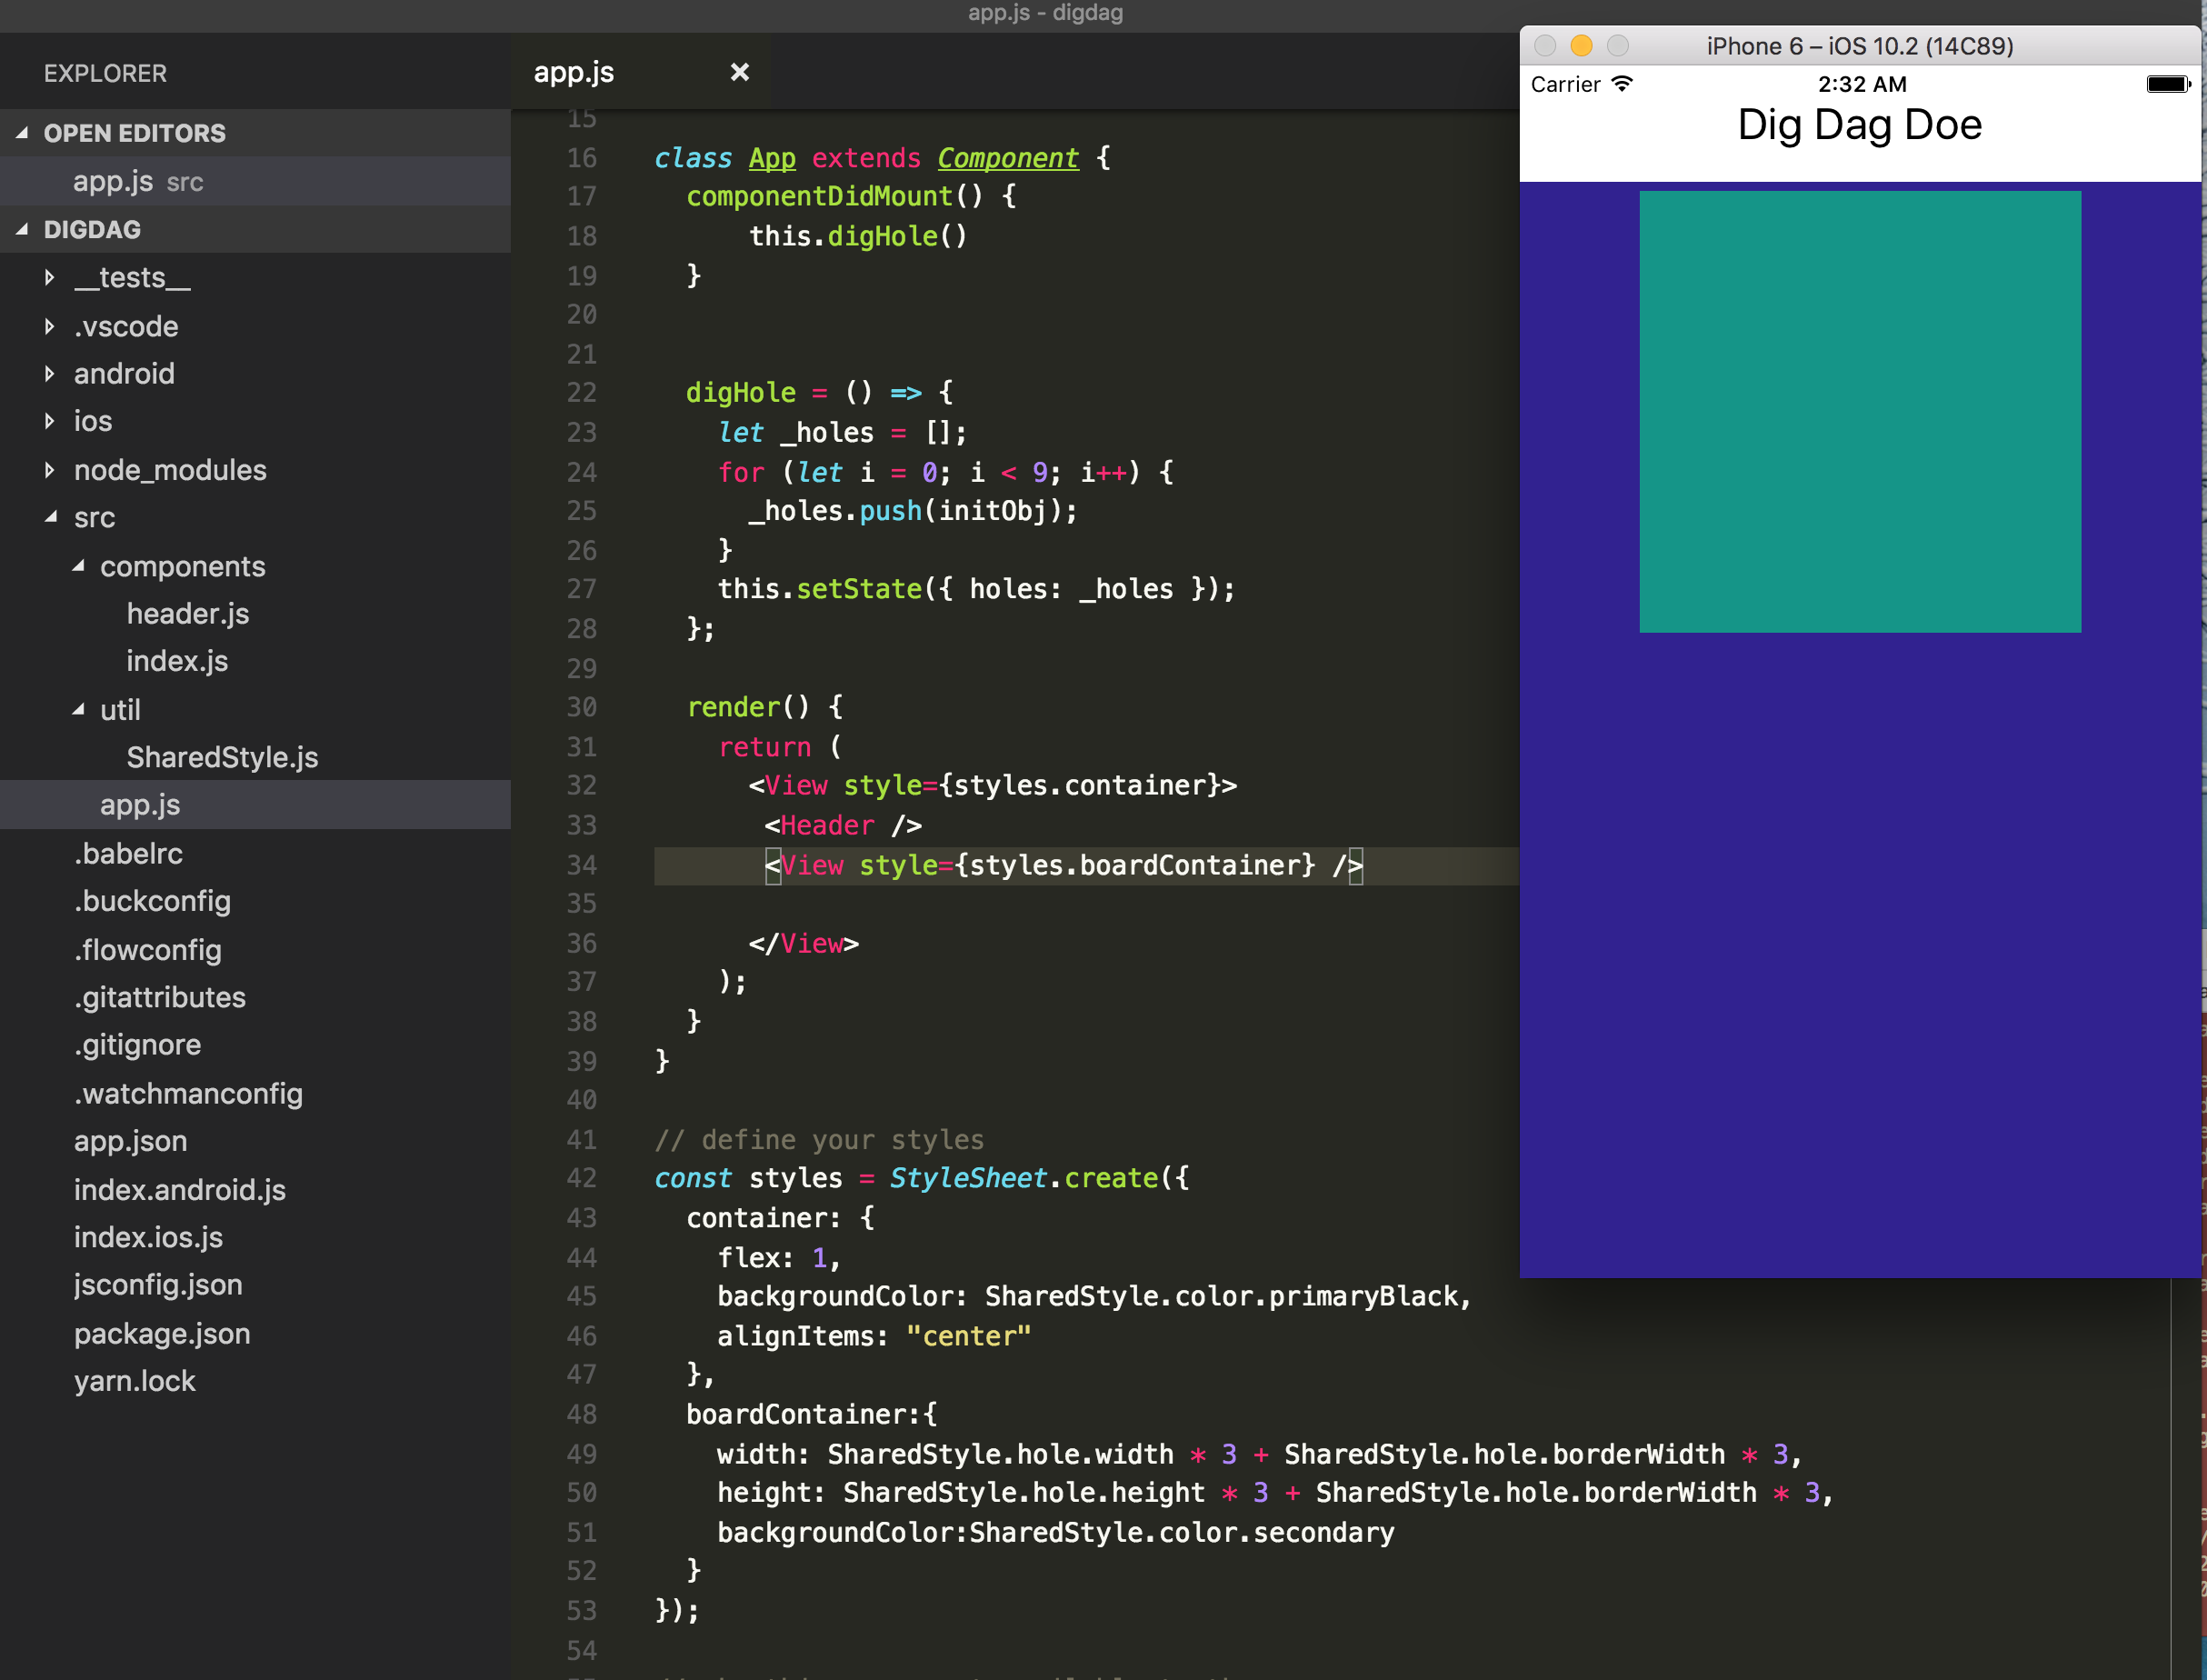 app.js - digdag
EXPLORER
OPEN EDITORS
app.js src
DIGDAG
__tests__
.vscode
android
ios
node_modules
src
components
header.js
index.js
util
SharedStyle.js
app.js
.babelrc
.buckconfig
.flowconfig
.gitattributes
.gitignore
.watchmanconfig
app.json
index.android.js
index.ios.js
jsconfig.json
package.json
yarn.lock
app.js ×
15
16 class App extends Component {
17 componentDidMount() {
18 this.digHole()
19 }
20
21
22 digHole = () => {
23 let _holes = [];
24 for (let i = 0; i < 9; i++) {
25 _holes.push(initObj);
26 }
27 this.setState({ holes: _holes });
28 };
29
30 render() {
31 return (
32 <View style={styles.container}>
33 <Header />
34 <View style={styles.boardContainer} />
35
36 </View>
37 );
38 }
39 }
40
41 // define your styles
42 const styles = StyleSheet.create({
43 container: {
44 flex: 1,
45 backgroundColor: SharedStyle.color.primaryBlack,
46 alignItems: "center"
47 },
48 boardContainer:{
49 width: SharedStyle.hole.width * 3 + SharedStyle.hole.borderWidth * 3,
50 height: SharedStyle.hole.height * 3 + SharedStyle.hole.borderWidth * 3,
51 backgroundColor:SharedStyle.color.secondary
52 }
53 });
54
iPhone 6 – iOS 10.2 (14C89)
Carrier 2:32 AM
Dig Dag Doe